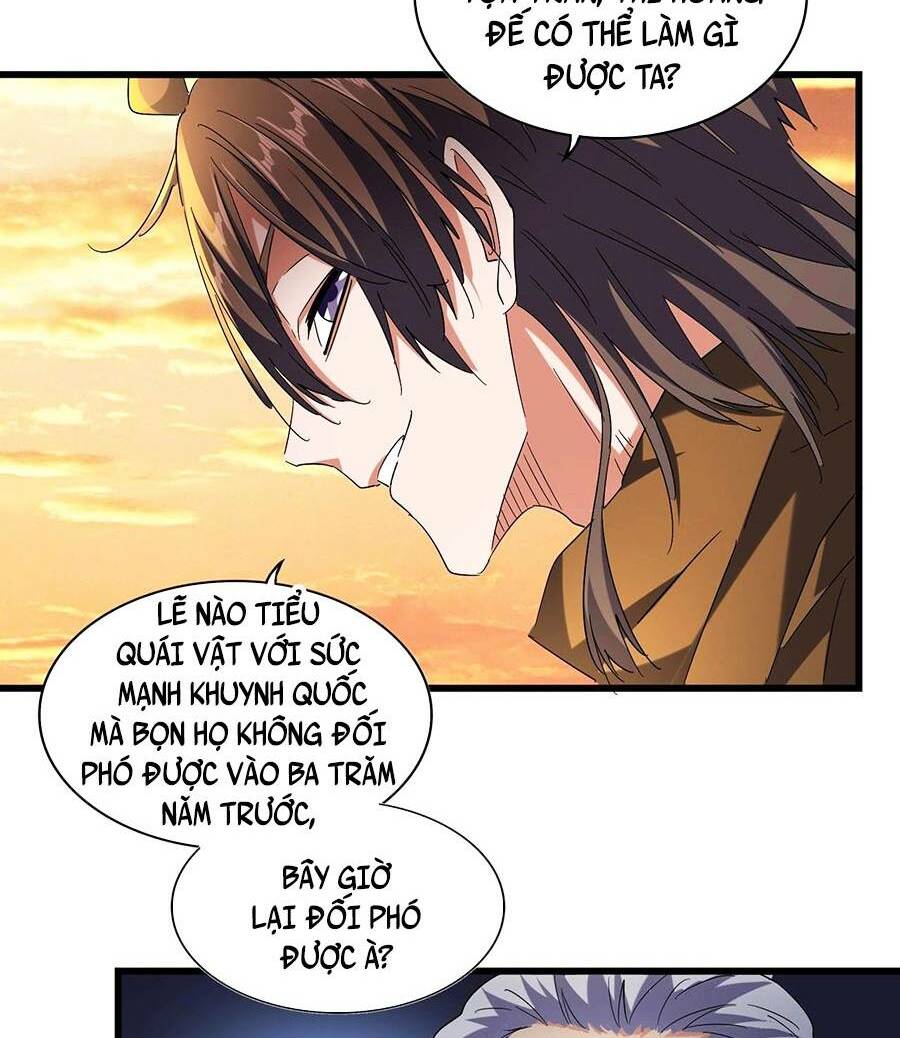 ĐẾ CÓ THỂ LÀM GÌ
ĐƯỢC TA?
LẼ NÀO TIỂU
QUÁI VẬT VỚI SỨC
MẠNH KHUYNH QUỐC
MÀ BỌN HỌ KHÔNG ĐỐI
PHÓ ĐƯỢC VÀO BA TRĂM
NĂM TRƯỚC,
BÂY GIỜ
LẠI ĐỐI PHÓ
ĐƯỢC À?